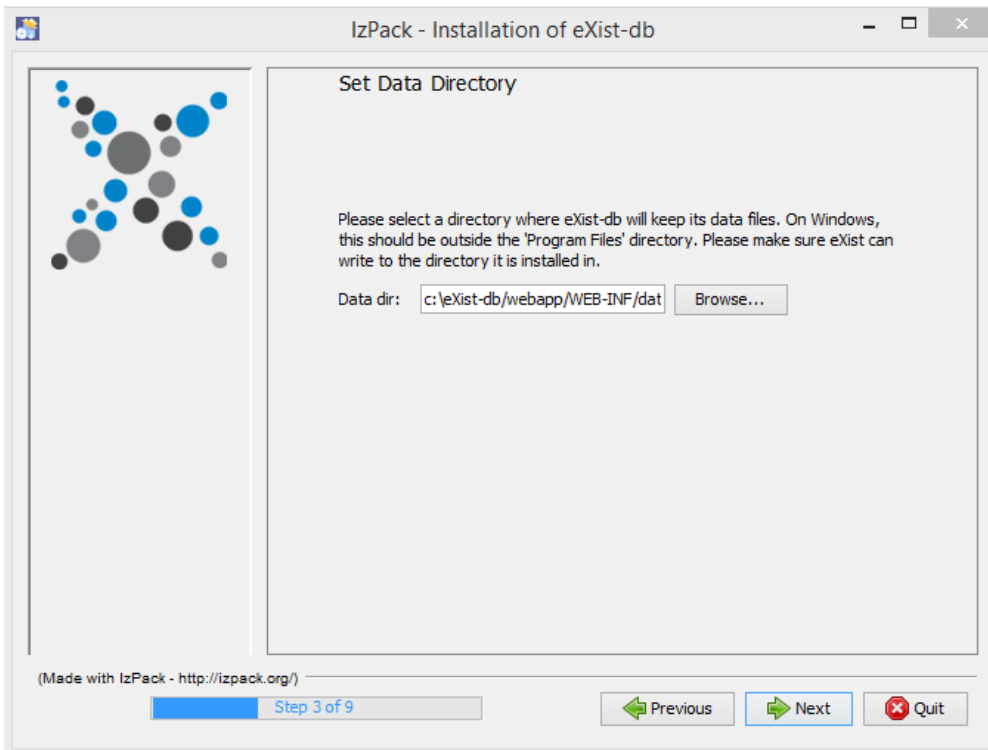 IzPack - Installation of eXist-db
Set Data Directory
Please select a directory where eXist-db will keep its data files. On Windows,
this should be outside the 'Program Files' directory. Please make sure eXist can
write to the directory it is installed in.
Data dir: c:\eXist-db/webapp/WEB-INF/dat Browse...
(Made with IzPack - http://izpack.org/)
Step 3 of 9 Previous Next Quit